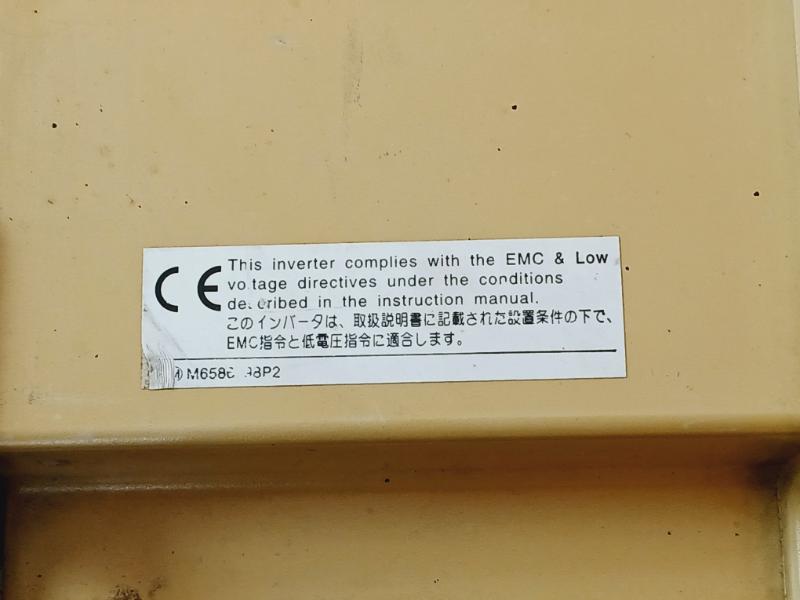 CE This inverter complies with the EMC & Low
voltage directives under the conditions
described in the instruction manual.
このインバータは、取扱説明書に記載された設置条件の下で、
EMC指令と低電圧指令に適合します。